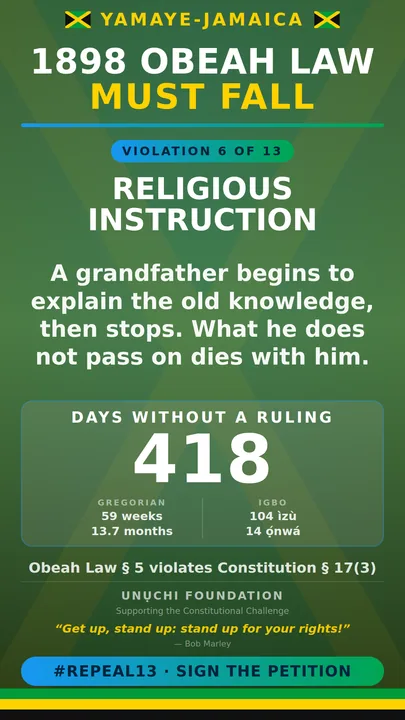 YAMAYE-JAMAICA
1898 OBEAH LAW
MUST FALL
VIOLATION 6 OF 13
RELIGIOUS
INSTRUCTION
A grandfather begins to
explain the old knowledge,
then stops. What he does
not pass on dies with him.
DAYS WITHOUT A RULING
418
GREGORIAN
59 weeks
13.7 months
IGBO
104 ìzù
14 ọ́nwá
Obeah Law § 5 violates Constitution § 17(3)
UNỤCHI FOUNDATION
Supporting the Constitutional Challenge
“Get up, stand up: stand up for your rights!”
— Bob Marley
#REPEAL13 · SIGN THE PETITION